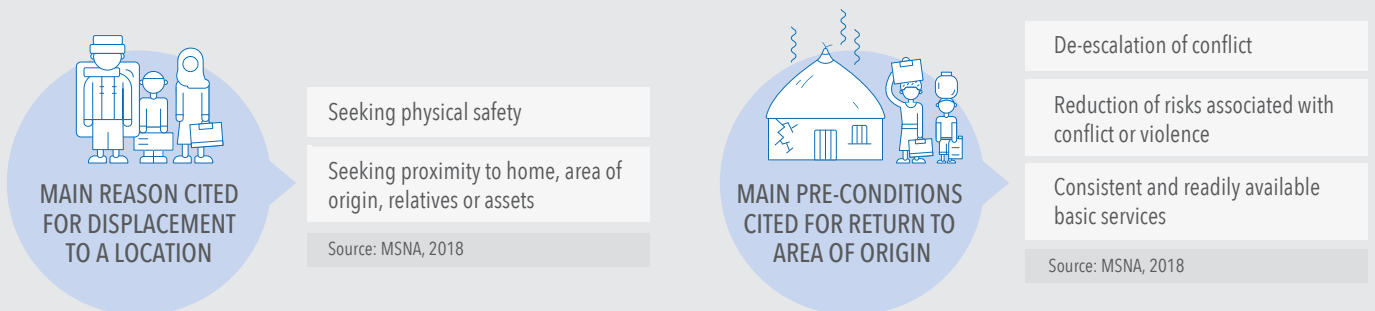 MAIN REASON CITED
FOR DISPLACEMENT
TO A LOCATION
Seeking physical safety
Seeking proximity to home, area of
origin, relatives or assets
Source: MSNA, 2018
MAIN PRE-CONDITIONS
CITED FOR RETURN TO
AREA OF ORIGIN
De-escalation of conflict
Reduction of risks associated with
conflict or violence
Consistent and readily available
basic services
Source: MSNA, 2018